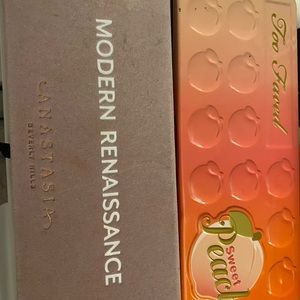 MODERN RENAISSANCE
ANASTASIA
BEVERLY HILLS
Too Faced
Sweet
Peach